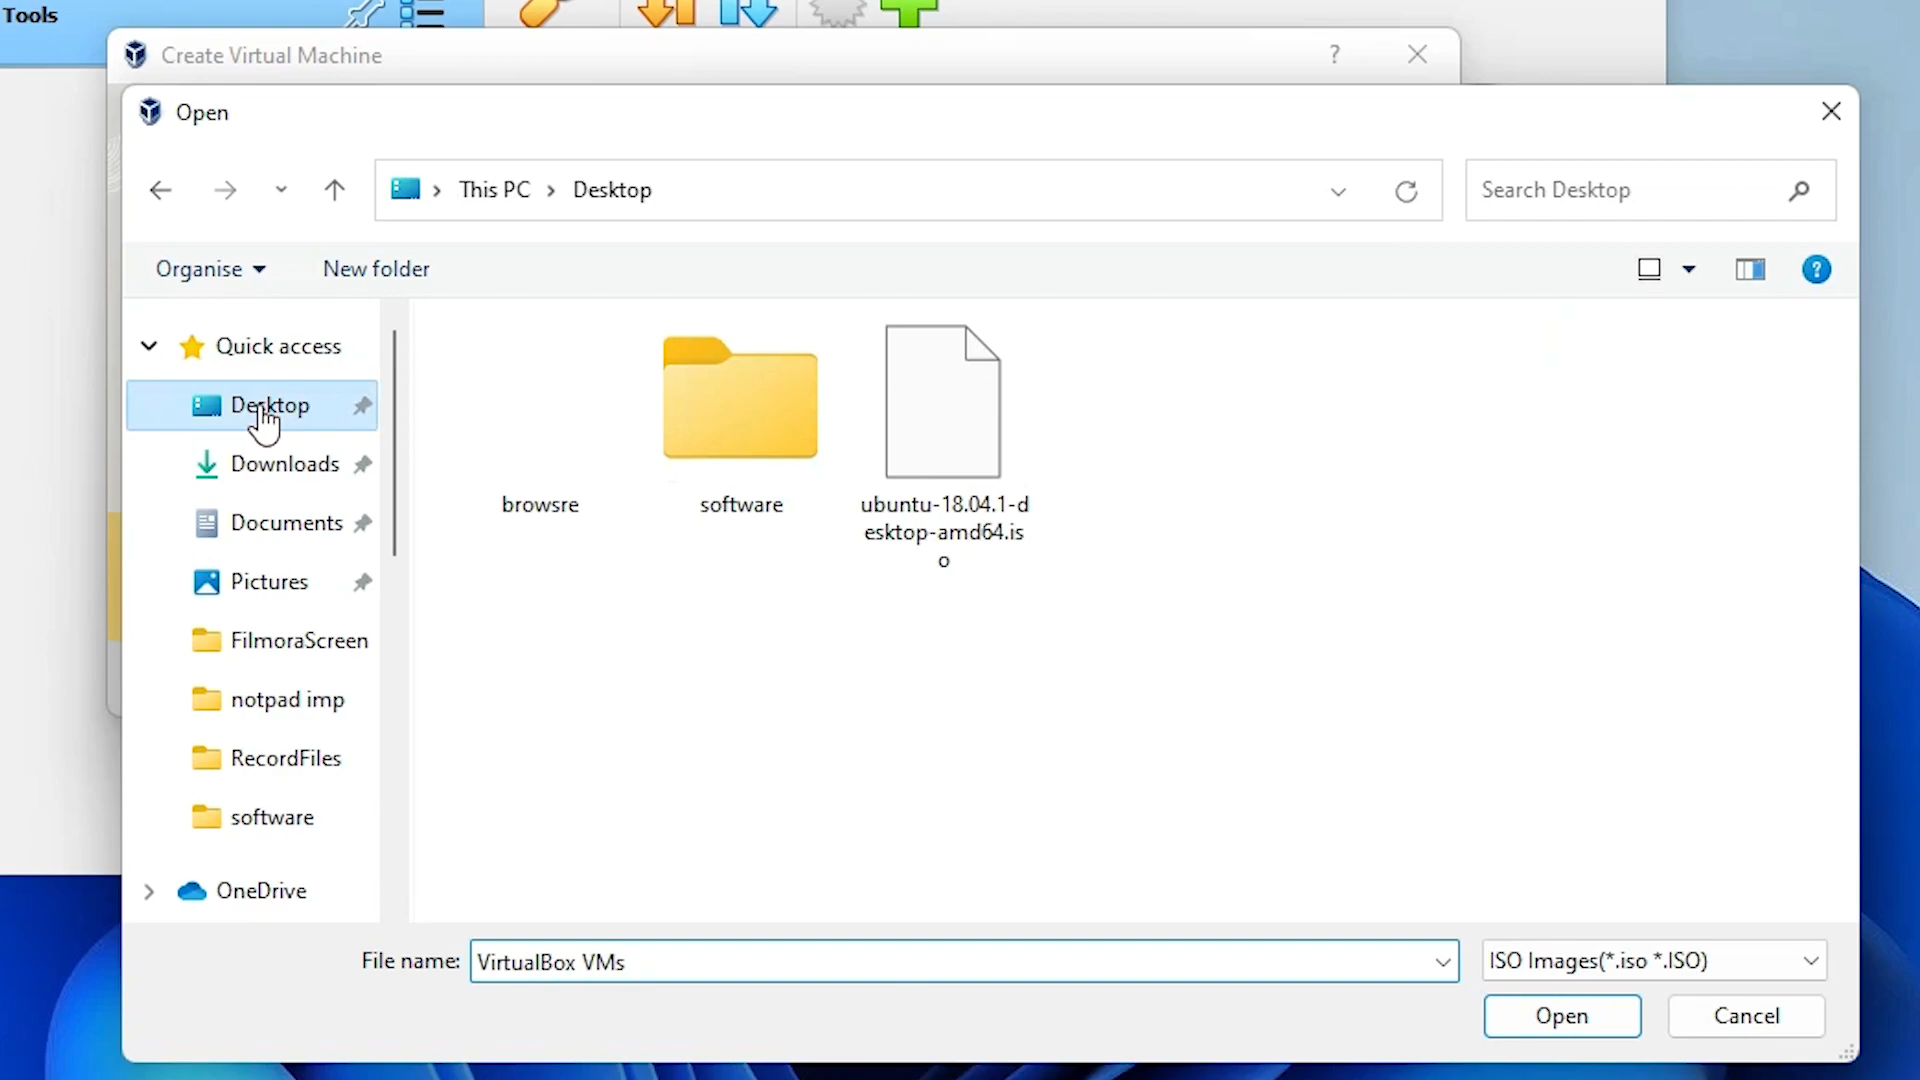 Tools
Create Virtual Machine
?
Open
This PC
Desktop
Search Desktop
Organise
New folder
?
Quick access
Desktop
Downloads
Documents
Pictures
FilmoraScreen
notpad imp
RecordFiles
software
OneDrive
browsre
software
ubuntu-18.04.1-d
esktop-amd64.is
o
File name:
VirtualBox VMs
ISO Images(*.iso *.ISO)
Open
Cancel